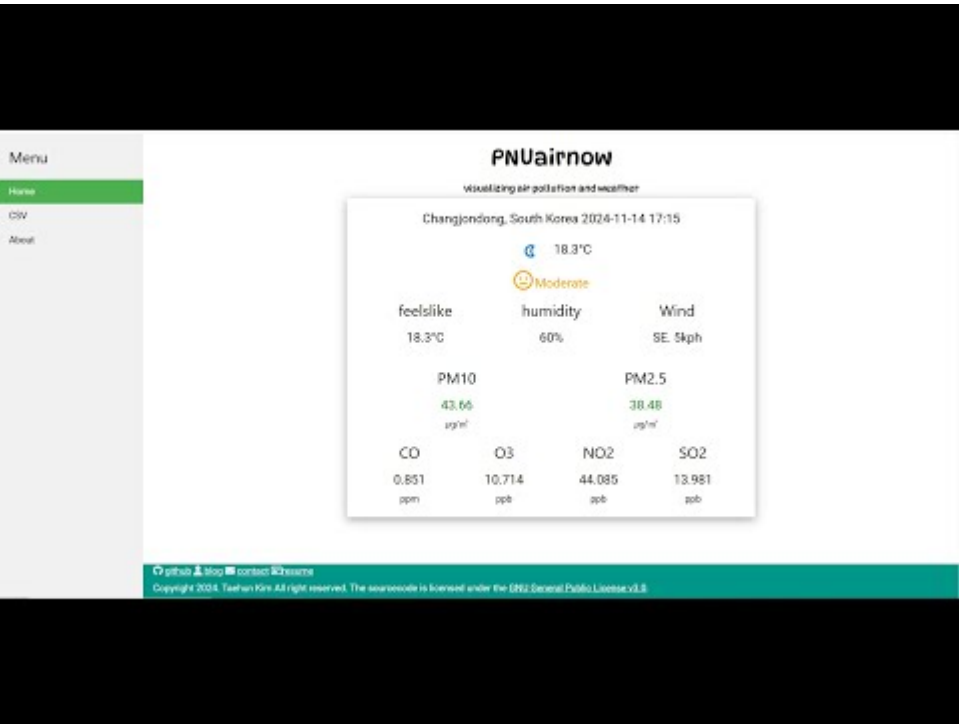 Menu
Home
CSV
About
PNUairnow
visualizing air pollution and weather
Changjondong, South Korea 2024-11-14 17:15
18.3°C
Moderate
feelslike humidity Wind
18.3°C 60% SE. 5kph
PM10 PM2.5
43.66 38.48
μg/㎥ μg/㎥
CO O3 NO2 SO2
0.851 10.714 44.085 13.981
ppm ppb ppb ppb
github blog contact resume
Copyright 2024. Taehun Kim All right reserved. The sourcecode is licensed under the GNU General Public License v3.0.